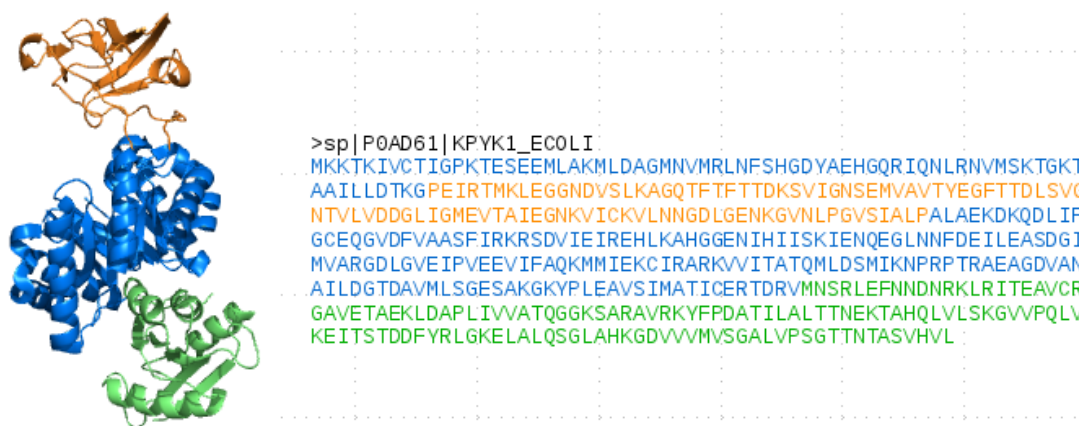 >sp|P0AD61|KPYK1_ECOLI
MKKTKIVCTIGPKTESEEMLAKMLDAGMNVMRLNFSHGDYAEHGQRIQNLRNVMSKTGKT
AAILLDTKGPEIRTMKLEGGNDVSLKAGQTFTFTTDKSVIGNSEMVAVTYEGFTTDLSVG
NTVLVDDGLIGMEVTAIEGNKVICKVLNNGDLGENKGVNLPGVSIALPALAEKDKQDLIF
GCEQGVDFVAASFIRKRSDVIEIREHLKAHGGENIHIISKIENQEGLNNFDEILEASDGI
MVARGDLGVEIPVEEVIFAQKMMIEKCIRARKVVITATQMLDSMIKNPRPTRAEAGDVAN
AILDGTDAVMLSGESAKGKYPLEAVSIMATICERTDRVMNSRLEFNNDNRKLRITEAVCR
GAVETAEKLDAPLIVVATQGGKSARAVRKYFPDATILALTTNEKTAHQLVLSKGVVPQLV
KEITSTDDFYRLGKELALQSGLAHKGDVVVMVSGALVPSGTTNTASVHVL